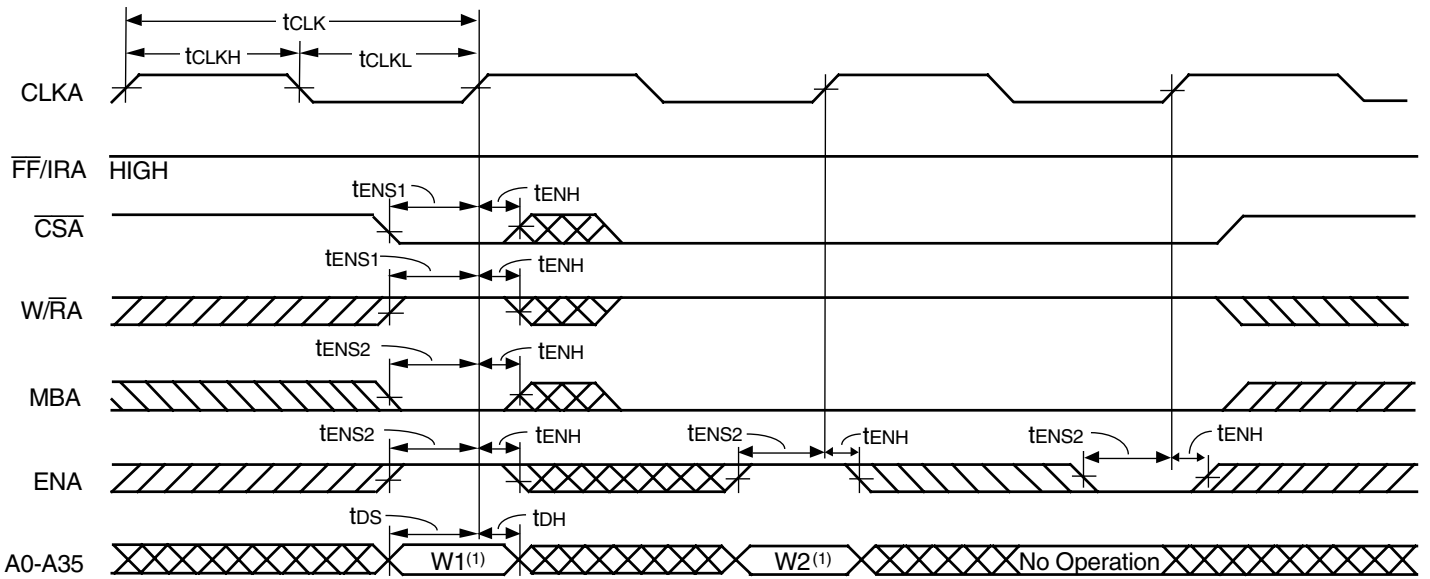 tCLK
tCLKH tCLKL
CLKA
FF/IRA HIGH
tENS1 tENH
CSA
tENS1 tENH
W/RA
tENS2 tENH
MBA
tENS2 tENH tENS2 tENH tENS2 tENH
ENA
tDS tDH
A0-A35 W1(1) W2(1) No Operation